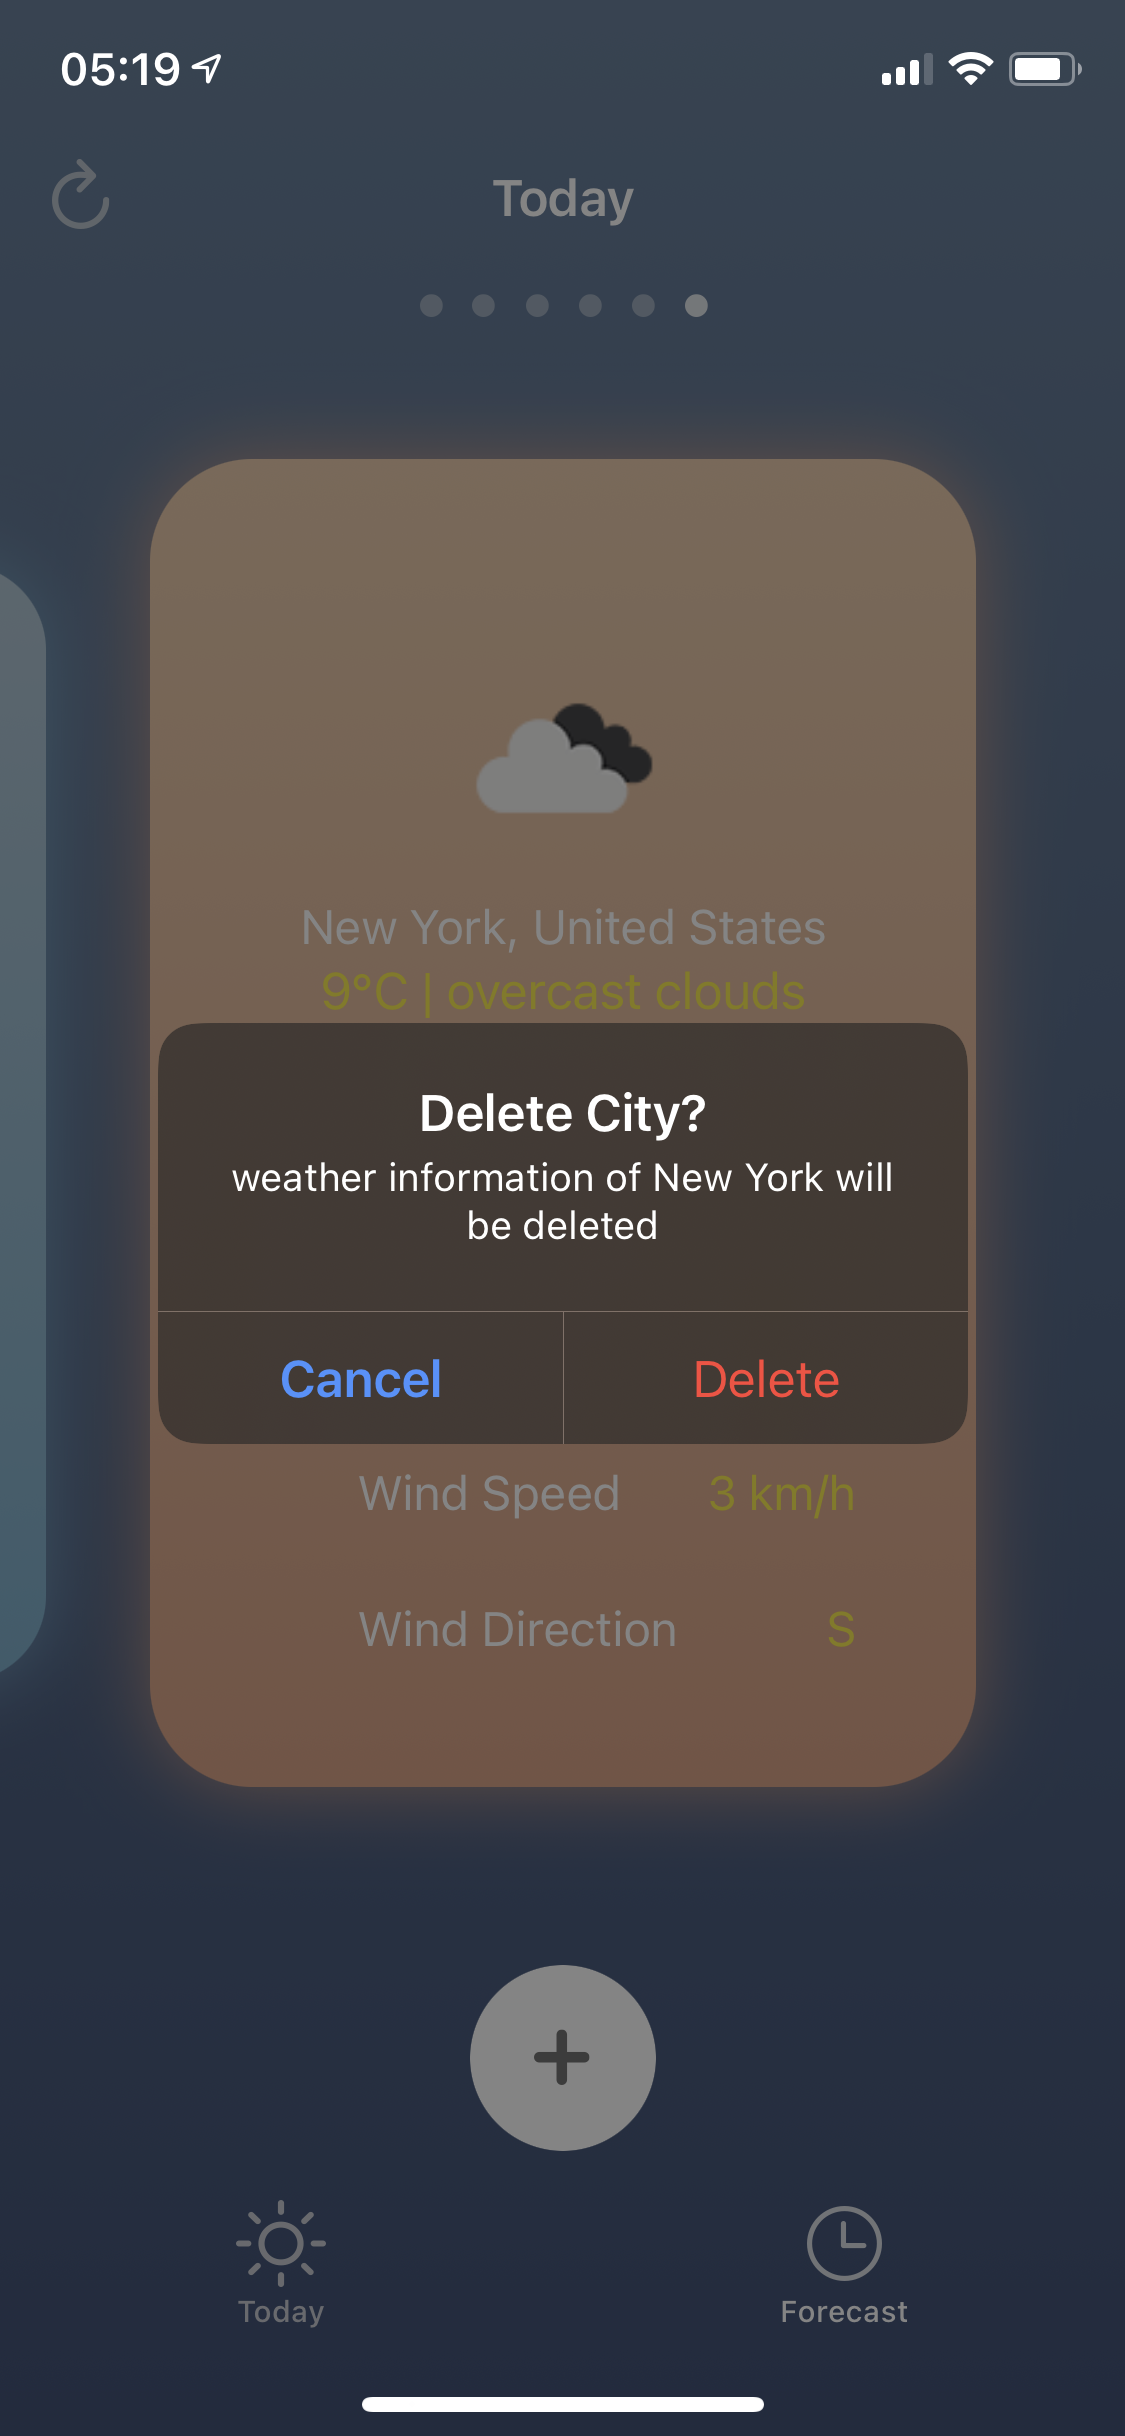 05:19
Today
New York, United States
9°C | overcast clouds
Delete City?
weather information of New York will
be deleted
Cancel Delete
Wind Speed 3 km/h
Wind Direction S
Today Forecast